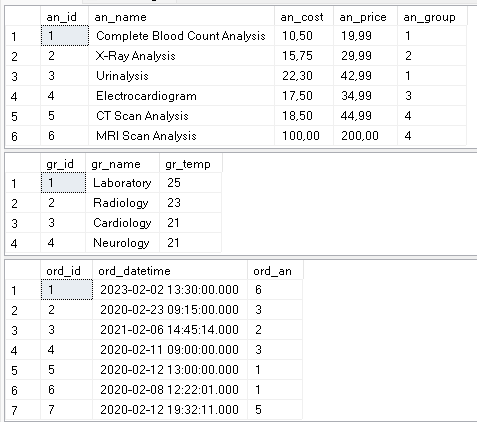 an_id an_name an_cost an_price an_group
1 1 Complete Blood Count Analysis 10,50 19,99 1
2 2 X-Ray Analysis 15,75 29,99 2
3 3 Urinalysis 22,30 42,99 1
4 4 Electrocardiogram 17,50 34,99 3
5 5 CT Scan Analysis 18,50 44,99 4
6 6 MRI Scan Analysis 100,00 200,00 4
gr_id gr_name gr_temp
1 1 Laboratory 25
2 2 Radiology 23
3 3 Cardiology 21
4 4 Neurology 21
ord_id ord_datetime ord_an
1 1 2023-02-02 13:30:00.000 6
2 2 2020-02-23 09:15:00.000 3
3 3 2021-02-06 14:45:14.000 2
4 4 2020-02-11 09:00:00.000 3
5 5 2020-02-12 13:00:00.000 1
6 6 2020-02-08 12:22:01.000 1
7 7 2020-02-12 19:32:11.000 5